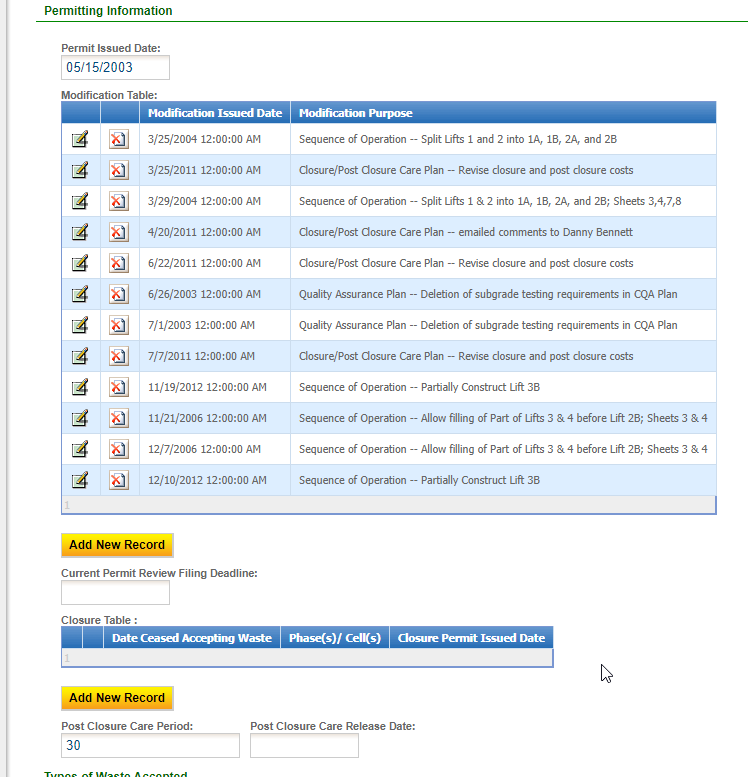 Permitting Information
Permit Issued Date:
05/15/2003
Modification Table:
Modification Issued Date Modification Purpose
3/25/2004 12:00:00 AM Sequence of Operation -- Split Lifts 1 and 2 into 1A, 1B, 2A, and 2B
3/25/2011 12:00:00 AM Closure/Post Closure Care Plan -- Revise closure and post closure costs
3/29/2004 12:00:00 AM Sequence of Operation -- Split Lifts 1 & 2 into 1A, 1B, 2A, and 2B; Sheets 3,4,7,8
4/20/2011 12:00:00 AM Closure/Post Closure Care Plan -- emailed comments to Danny Bennett
6/22/2011 12:00:00 AM Closure/Post Closure Care Plan -- Revise closure and post closure costs
6/26/2003 12:00:00 AM Quality Assurance Plan -- Deletion of subgrade testing requirements in CQA Plan
7/1/2003 12:00:00 AM Quality Assurance Plan -- Deletion of subgrade testing requirements in CQA Plan
7/7/2011 12:00:00 AM Closure/Post Closure Care Plan -- Revise closure and post closure costs
11/19/2012 12:00:00 AM Sequence of Operation -- Partially Construct Lift 3B
11/21/2006 12:00:00 AM Sequence of Operation -- Allow filling of Part of Lifts 3 & 4 before Lift 2B; Sheets 3 & 4
12/7/2006 12:00:00 AM Sequence of Operation -- Allow filling of Part of Lifts 3 & 4 before Lift 2B; Sheets 3 & 4
12/10/2012 12:00:00 AM Sequence of Operation -- Partially Construct Lift 3B
1
Add New Record
Current Permit Review Filing Deadline:
Closure Table :
Date Ceased Accepting Waste Phase(s)/ Cell(s) Closure Permit Issued Date
1
Add New Record
Post Closure Care Period: Post Closure Care Release Date:
30
Types of Waste Accepted